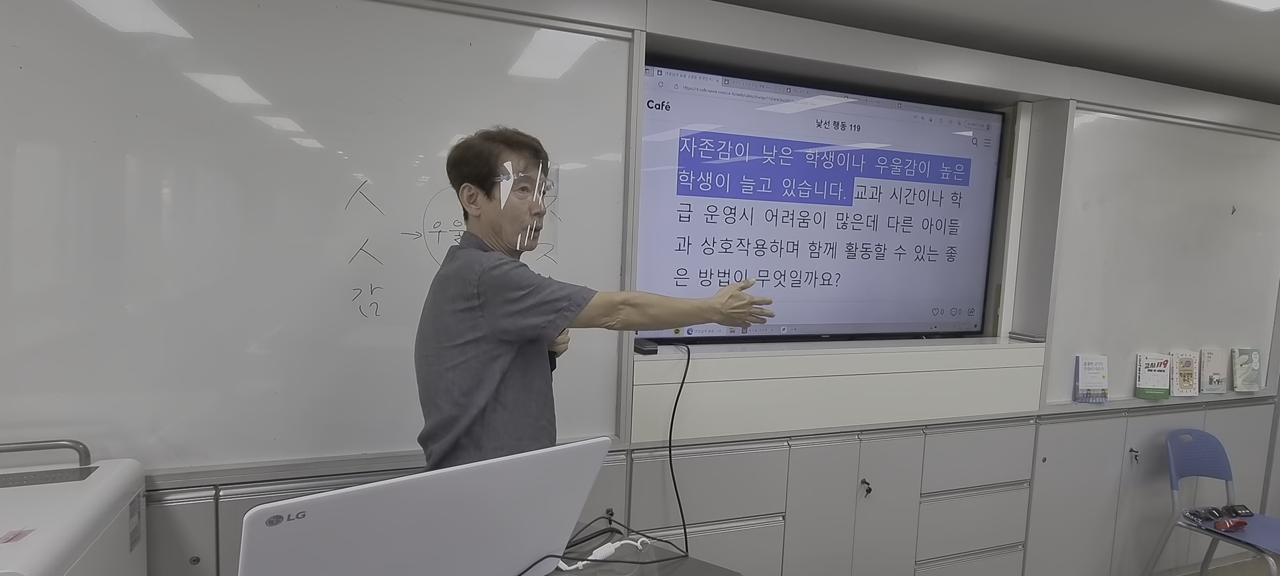 Café
낯선 행동 119
자존감이 낮은 학생이나 우울감이 높은
학생이 늘고 있습니다. 교과 시간이나 학
급 운영시 어려움이 많은데 다른 아이들
과 상호작용하며 함께 활동할 수 있는 좋
은 방법이 무엇일까요?
0 0
LG
119